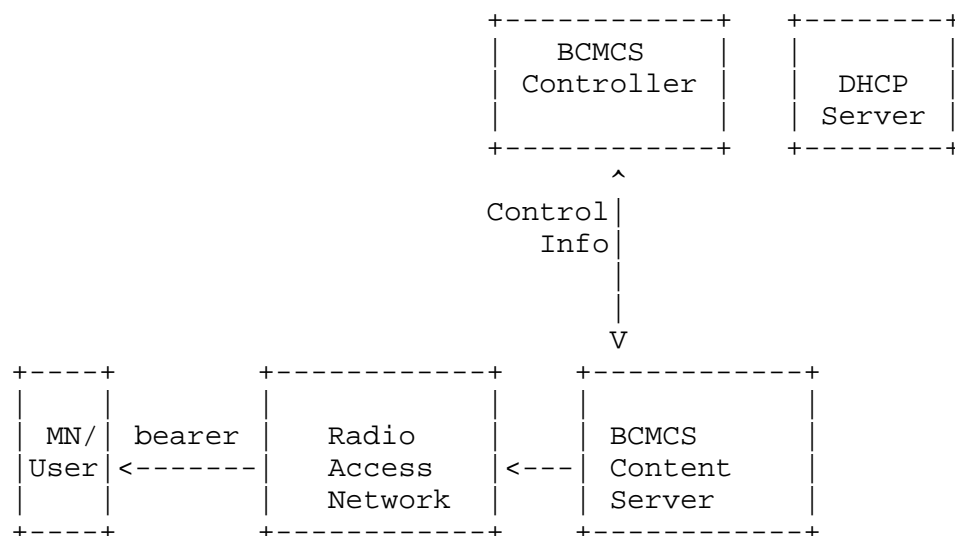 BCMCS
Controller DHCP
Server
Control
Info
MN/ bearer Radio BCMCS
User Access Content
Network Server